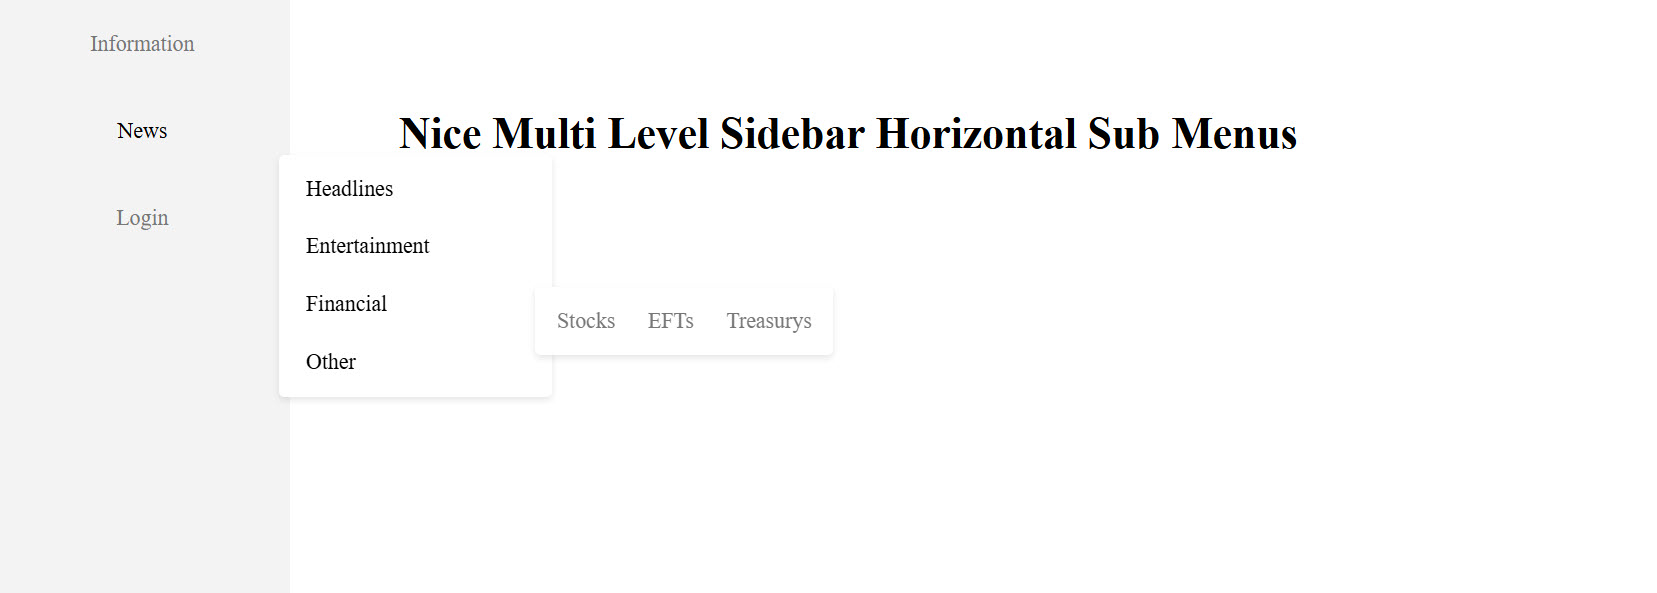 Information
News
Login
Nice Multi Level Sidebar Horizontal Sub Menus
Headlines
Entertainment
Financial
Other
Stocks EFTs Treasurys